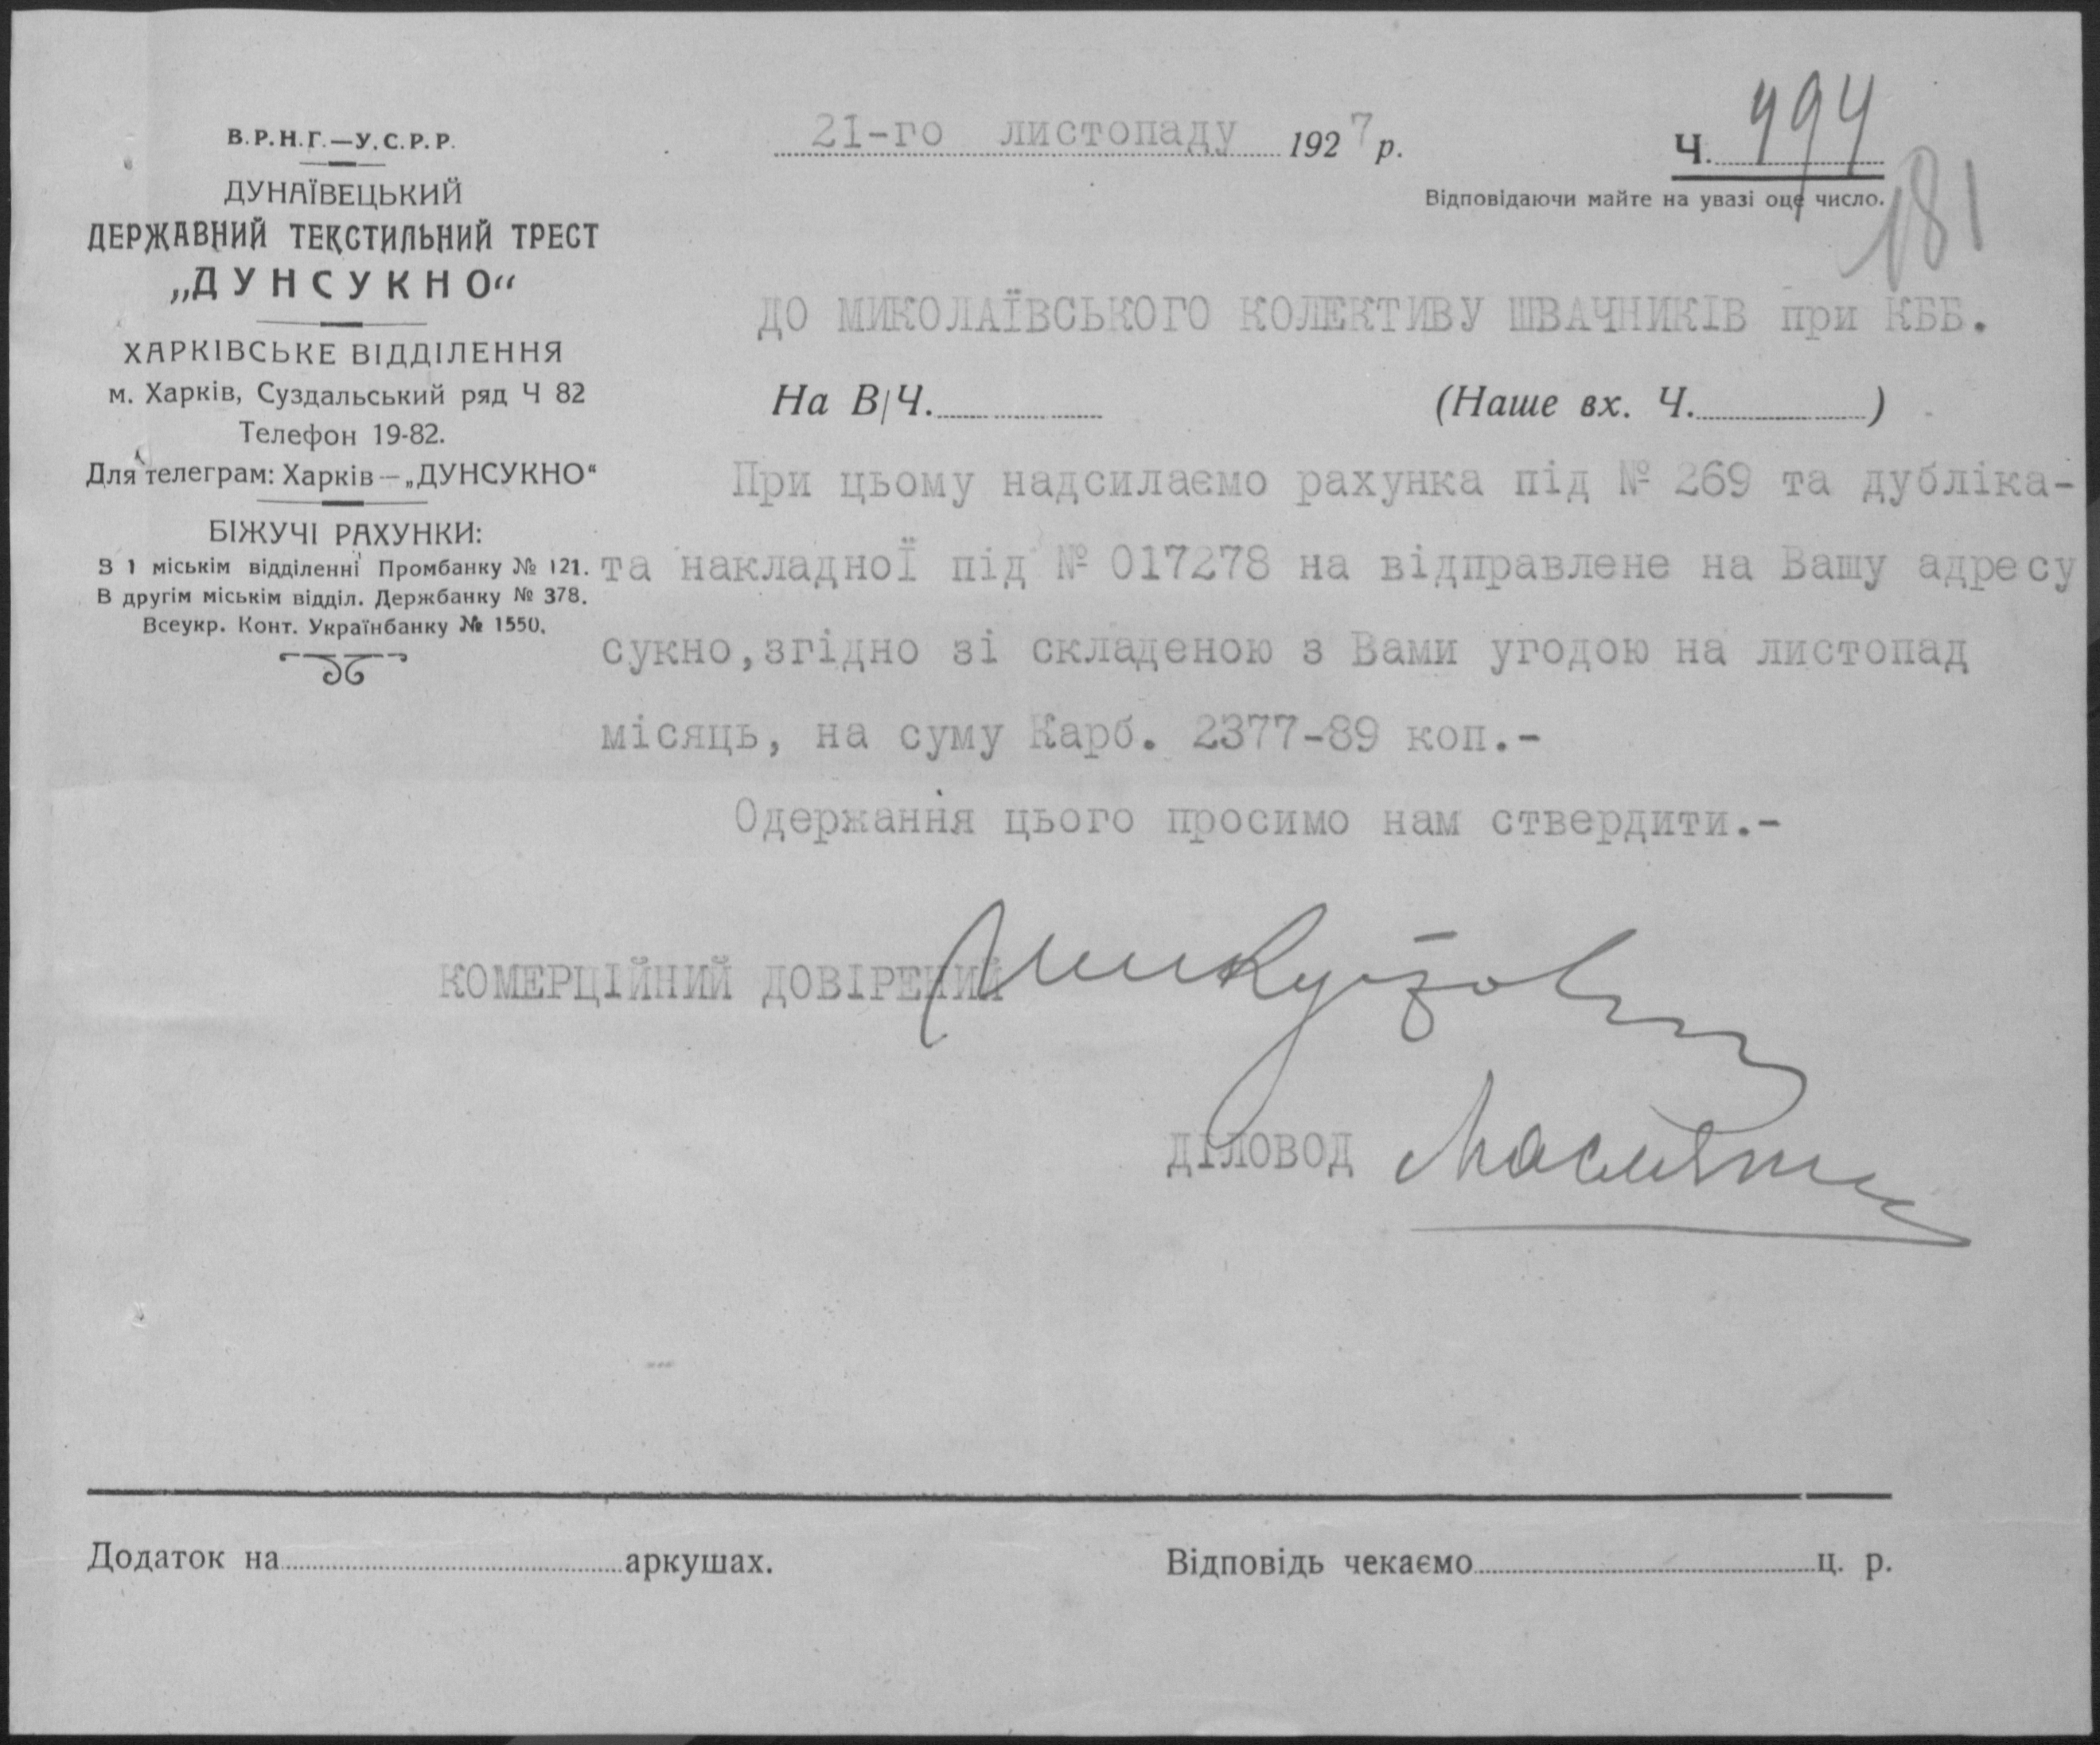 В.Р.Н.Г.—У.С.Р.Р.
ДУНАЇВЕЦЬКИЙ
ДЕРЖАВНИЙ ТЕКСТИЛЬНИЙ ТРЕСТ
„ДУНСУКНО“
ХАРКІВСЬКЕ ВІДДІЛЕННЯ
м. Харків, Суздальський ряд Ч 82
Телефон 19-82.
Для телеграм: Харків—„ДУНСУКНО“
БІЖУЧІ РАХУНКИ:
В 1 міськім відділенні Промбанку № 121.
В другім міськім відділ. Держбанку № 378.
Всеукр. Конт. Українбанку № 1550.
21-го листопаду 1927 р.
Ч. 494
Відповідаючи майте на увазі оце число.
181
ДО МИКОЛАЇВСЬКОГО КОЛЕКТИВУ ШВАЧНИКІВ при КББ.
На В/Ч. (Наше вх. Ч. )
При цьому надсилаємо рахунка під № 269 та дубліка-
та накладної під № 017278 на відправлене на Вашу адресу
сукно,згідно зі складеною з Вами угодою на листопад
місяць, на суму Карб. 2377-89 коп.-
Одержання цього просимо нам ствердити.-
КОМЕРЦІЙНИЙ ДОВІРЕНИЙ
ДІЛОВОД
Додаток на аркушах.
Відповідь чекаємо ц. р.